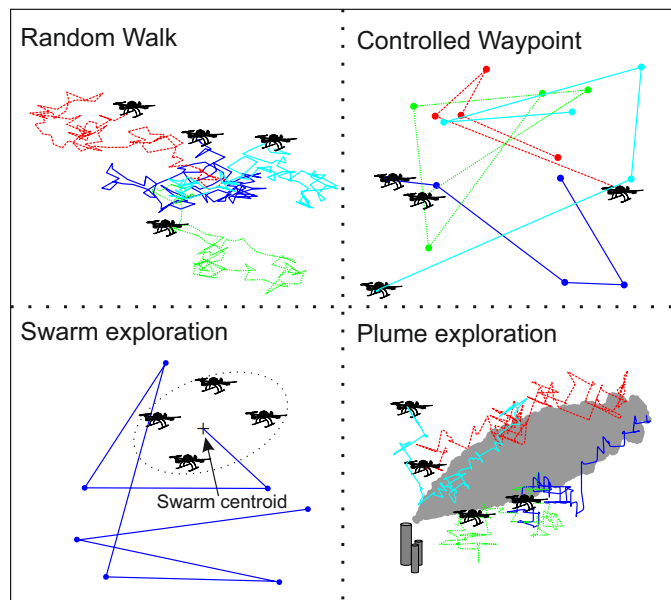 Random Walk
Controlled Waypoint
Swarm exploration
Swarm centroid
Plume exploration